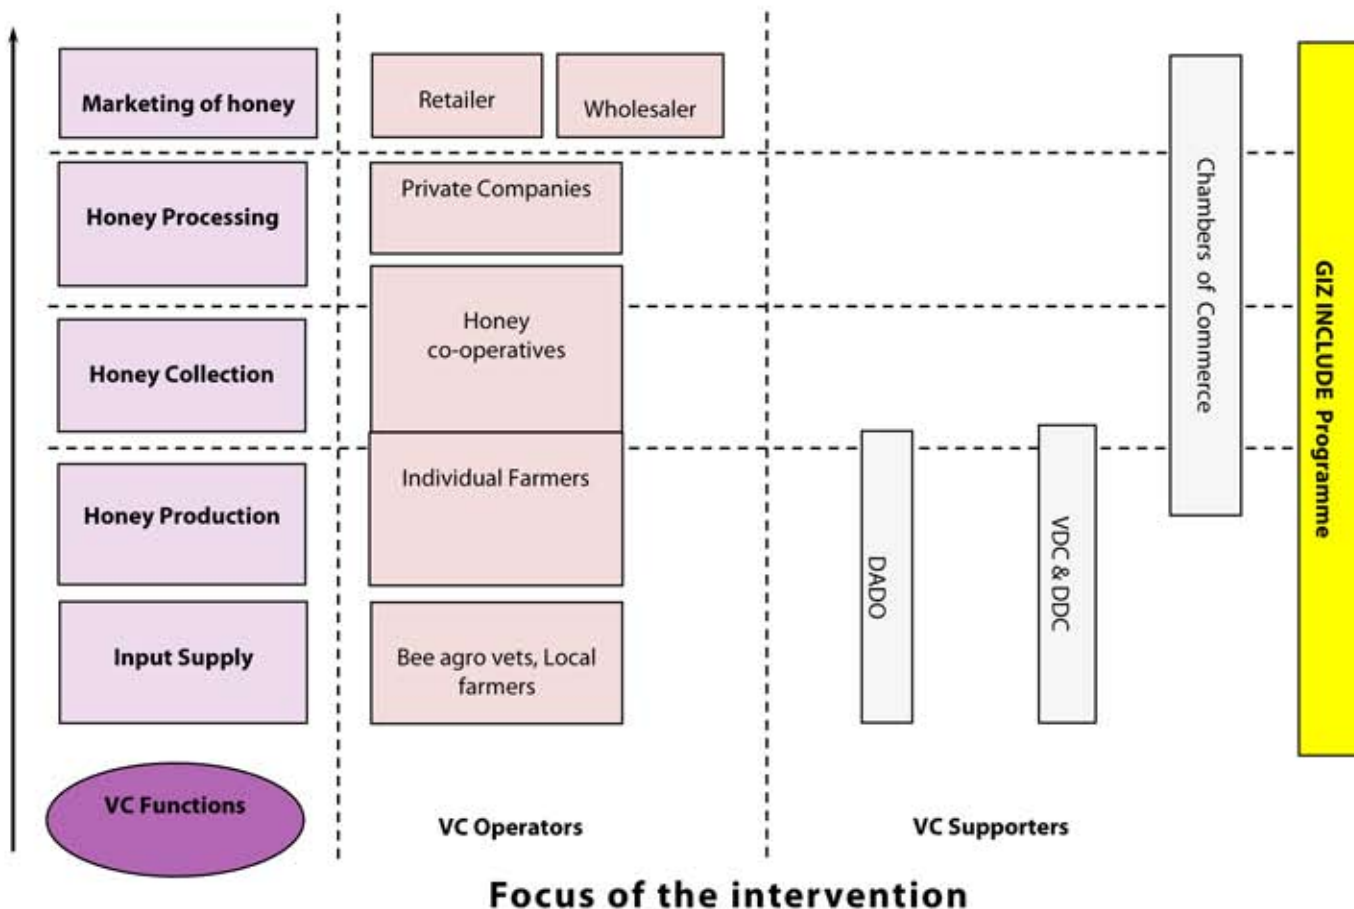 Marketing of honey
Retailer
Wholesaler
Honey Processing
Private Companies
Honey
co-operatives
Honey Collection
Individual Farmers
Honey Production
Input Supply
Bee agro vets, Local
farmers
DADO
VDC & DDC
Chambers of Commerce
GIZ INCLUDE Programme
VC Functions
VC Operators
VC Supporters
Focus of the intervention